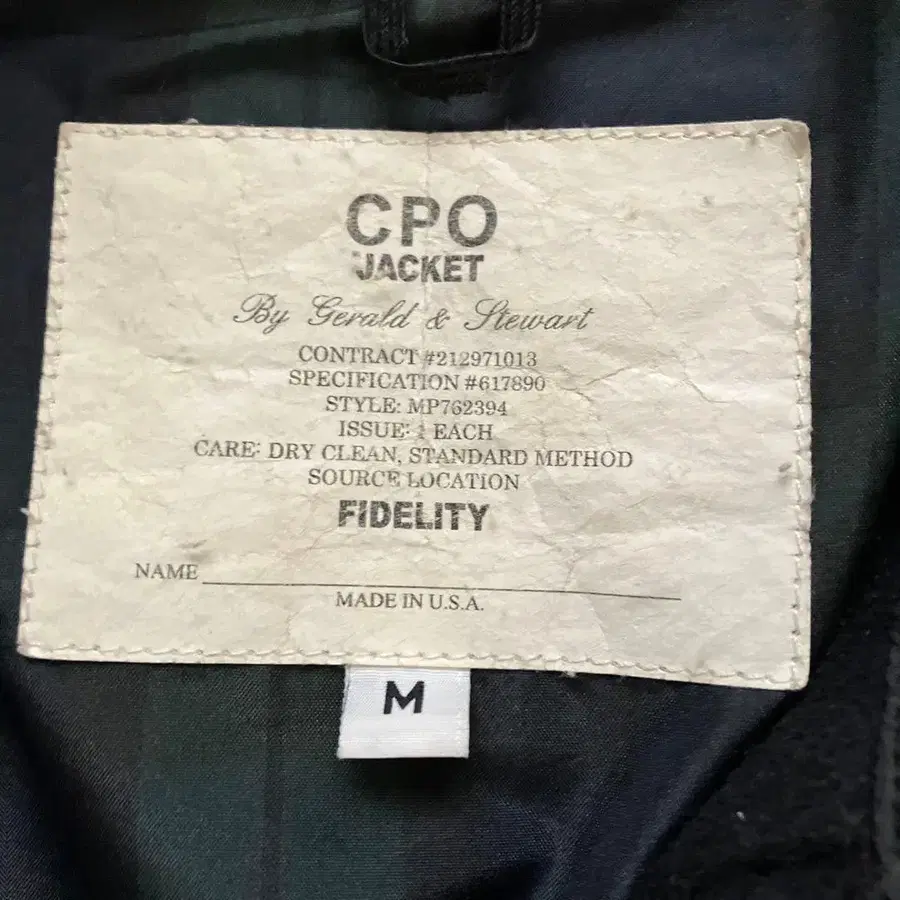 CPO
JACKET
By Gerald & Stewart
CONTRACT #212971013
SPECIFICATION #617890
STYLE: MP762394
ISSUE: 1 EACH
CARE: DRY CLEAN, STANDARD METHOD
SOURCE LOCATION
FIDELITY
NAME
MADE IN U.S.A.
M